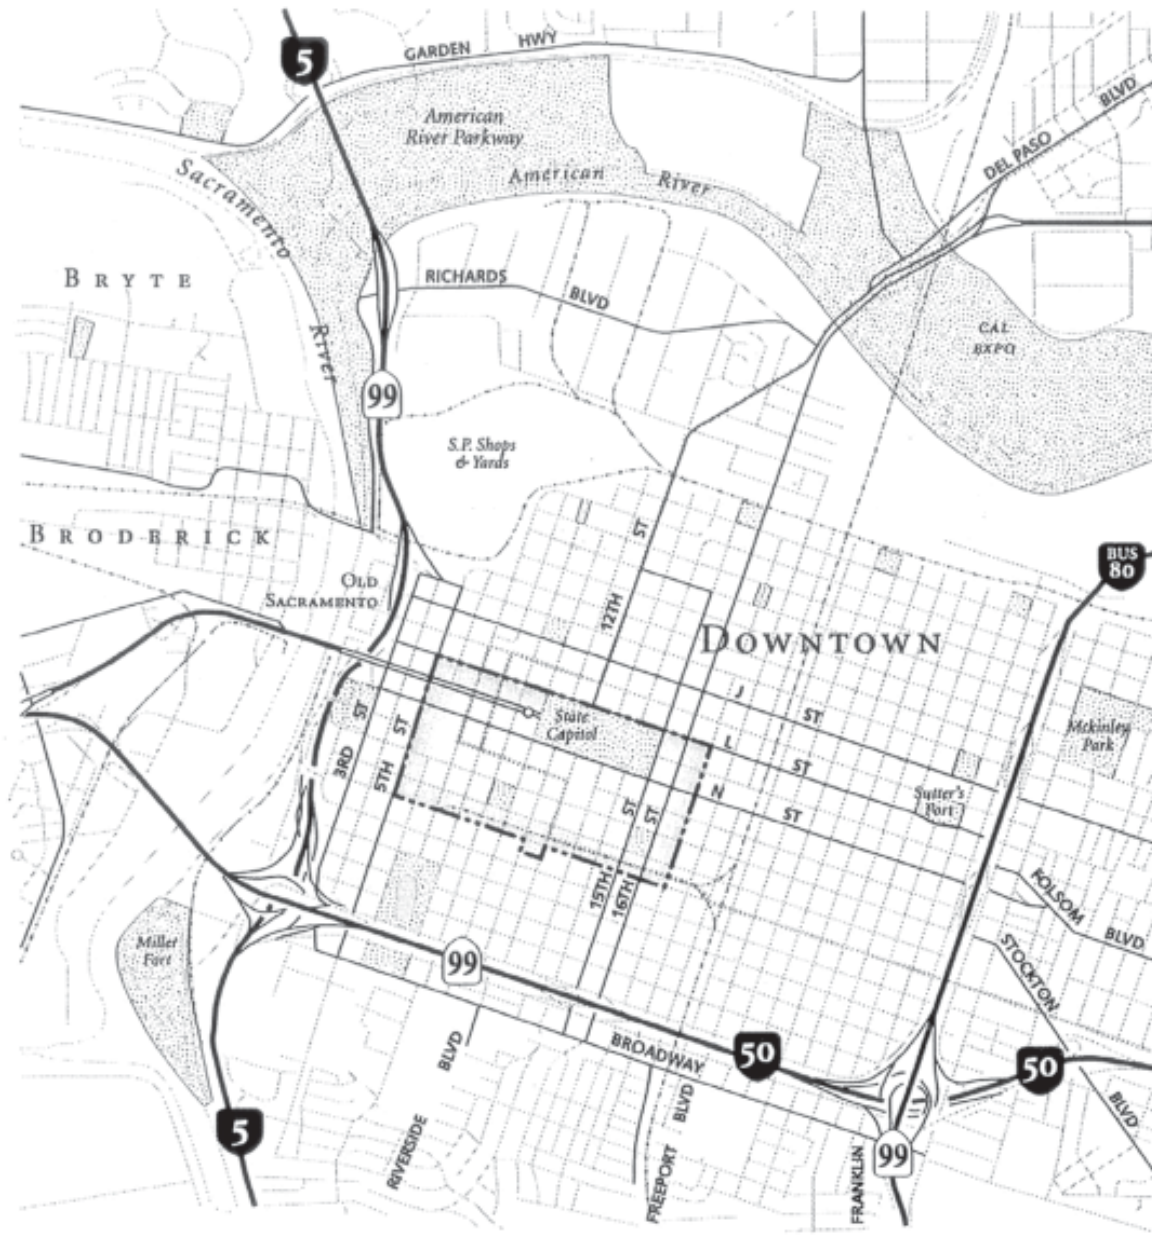 5
GARDEN HWY
BLVD
DEL PASO
American
River Parkway
American River
Sacramento
River
BRYTE
RICHARDS
BLVD
CAL
EXPO
99
S.P. Shops
& Yards
BRODERICK
ST
BUS
80
OLD
SACRAMENTO
12TH
DOWNTOWN
J ST
State
Capitol
ST
3RD
ST
5TH
L ST
Mckinley
Park
N ST
ST
ST
Sutter's
Fort
15TH
16TH
FOLSOM
BLVD
STOCKTON
Miller
Fort
99
BLVD
BROADWAY
50
50
BLVD
BLVD
5
RIVERSIDE
FREEPORT
FRANKLIN
99